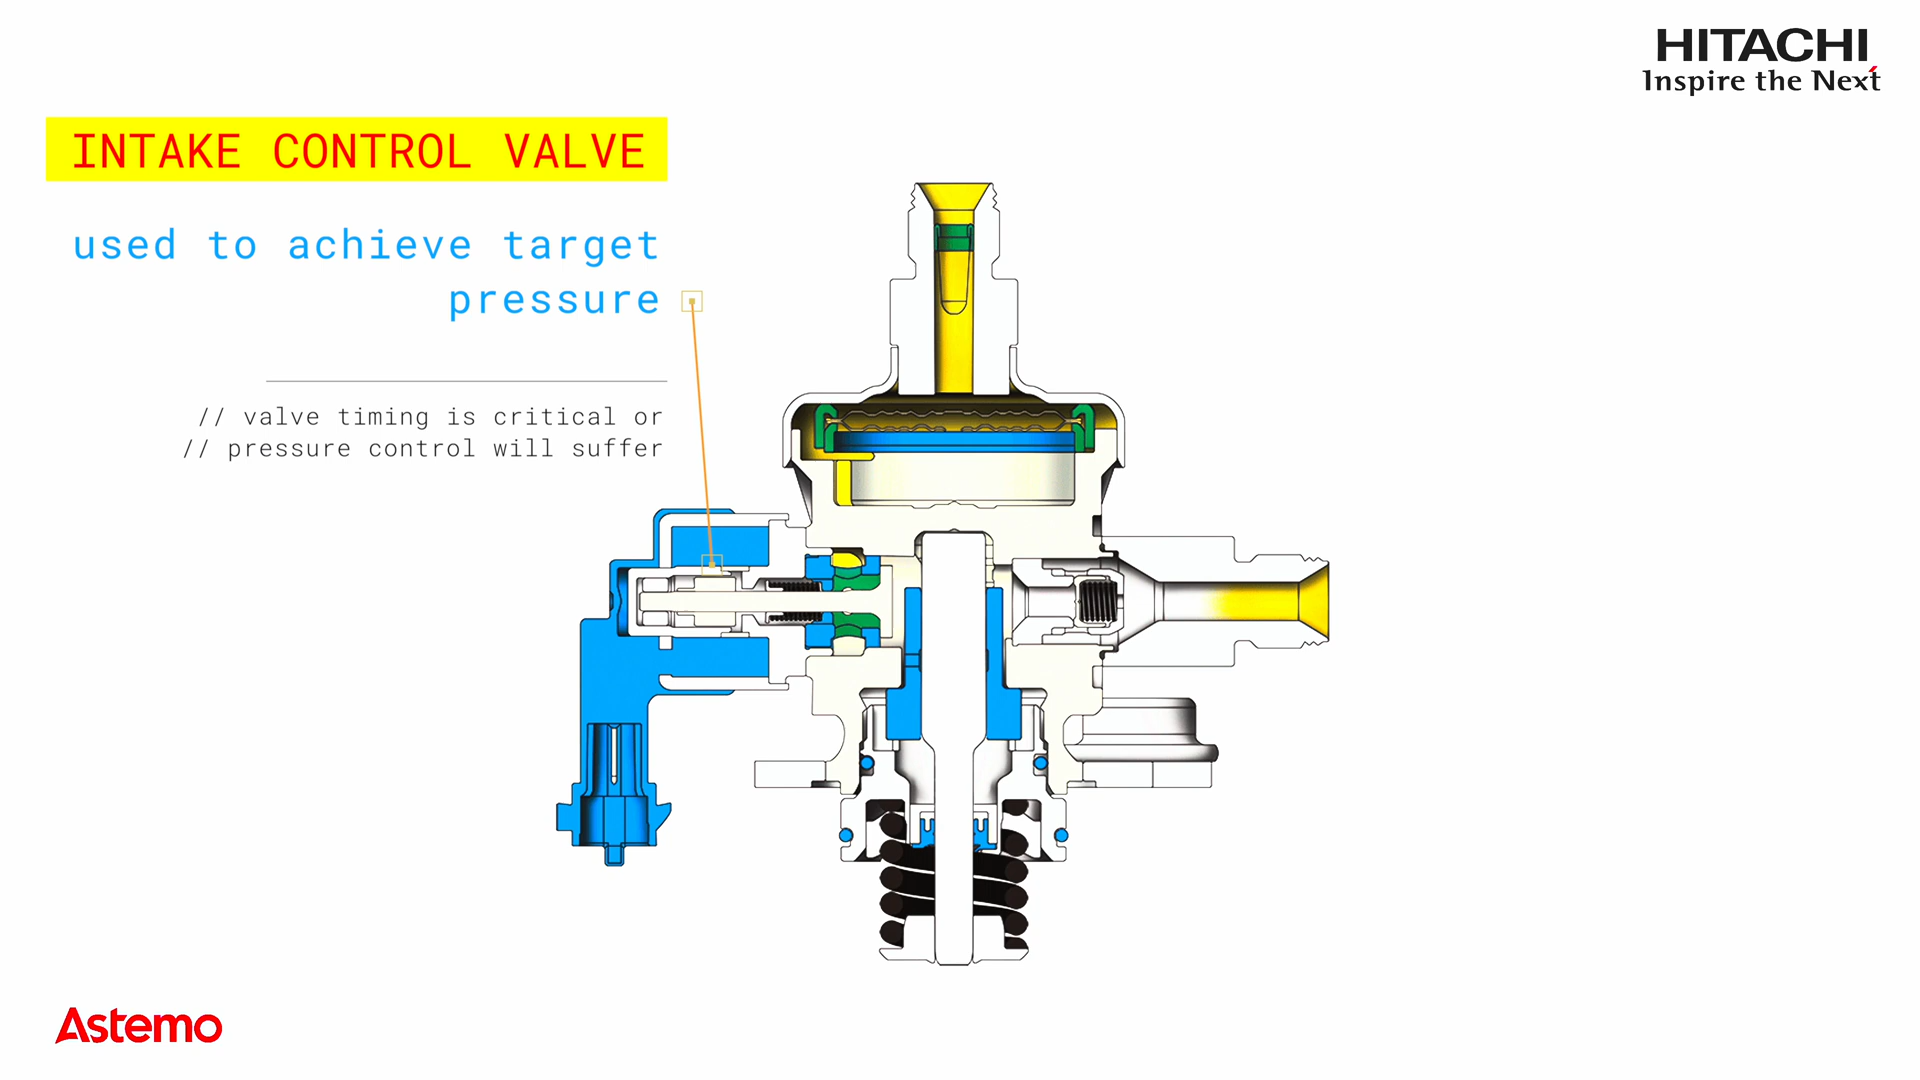 HITACHI
Inspire the Next
INTAKE CONTROL VALVE
used to achieve target
pressure
// valve timing is critical or
// pressure control will suffer
Astemo